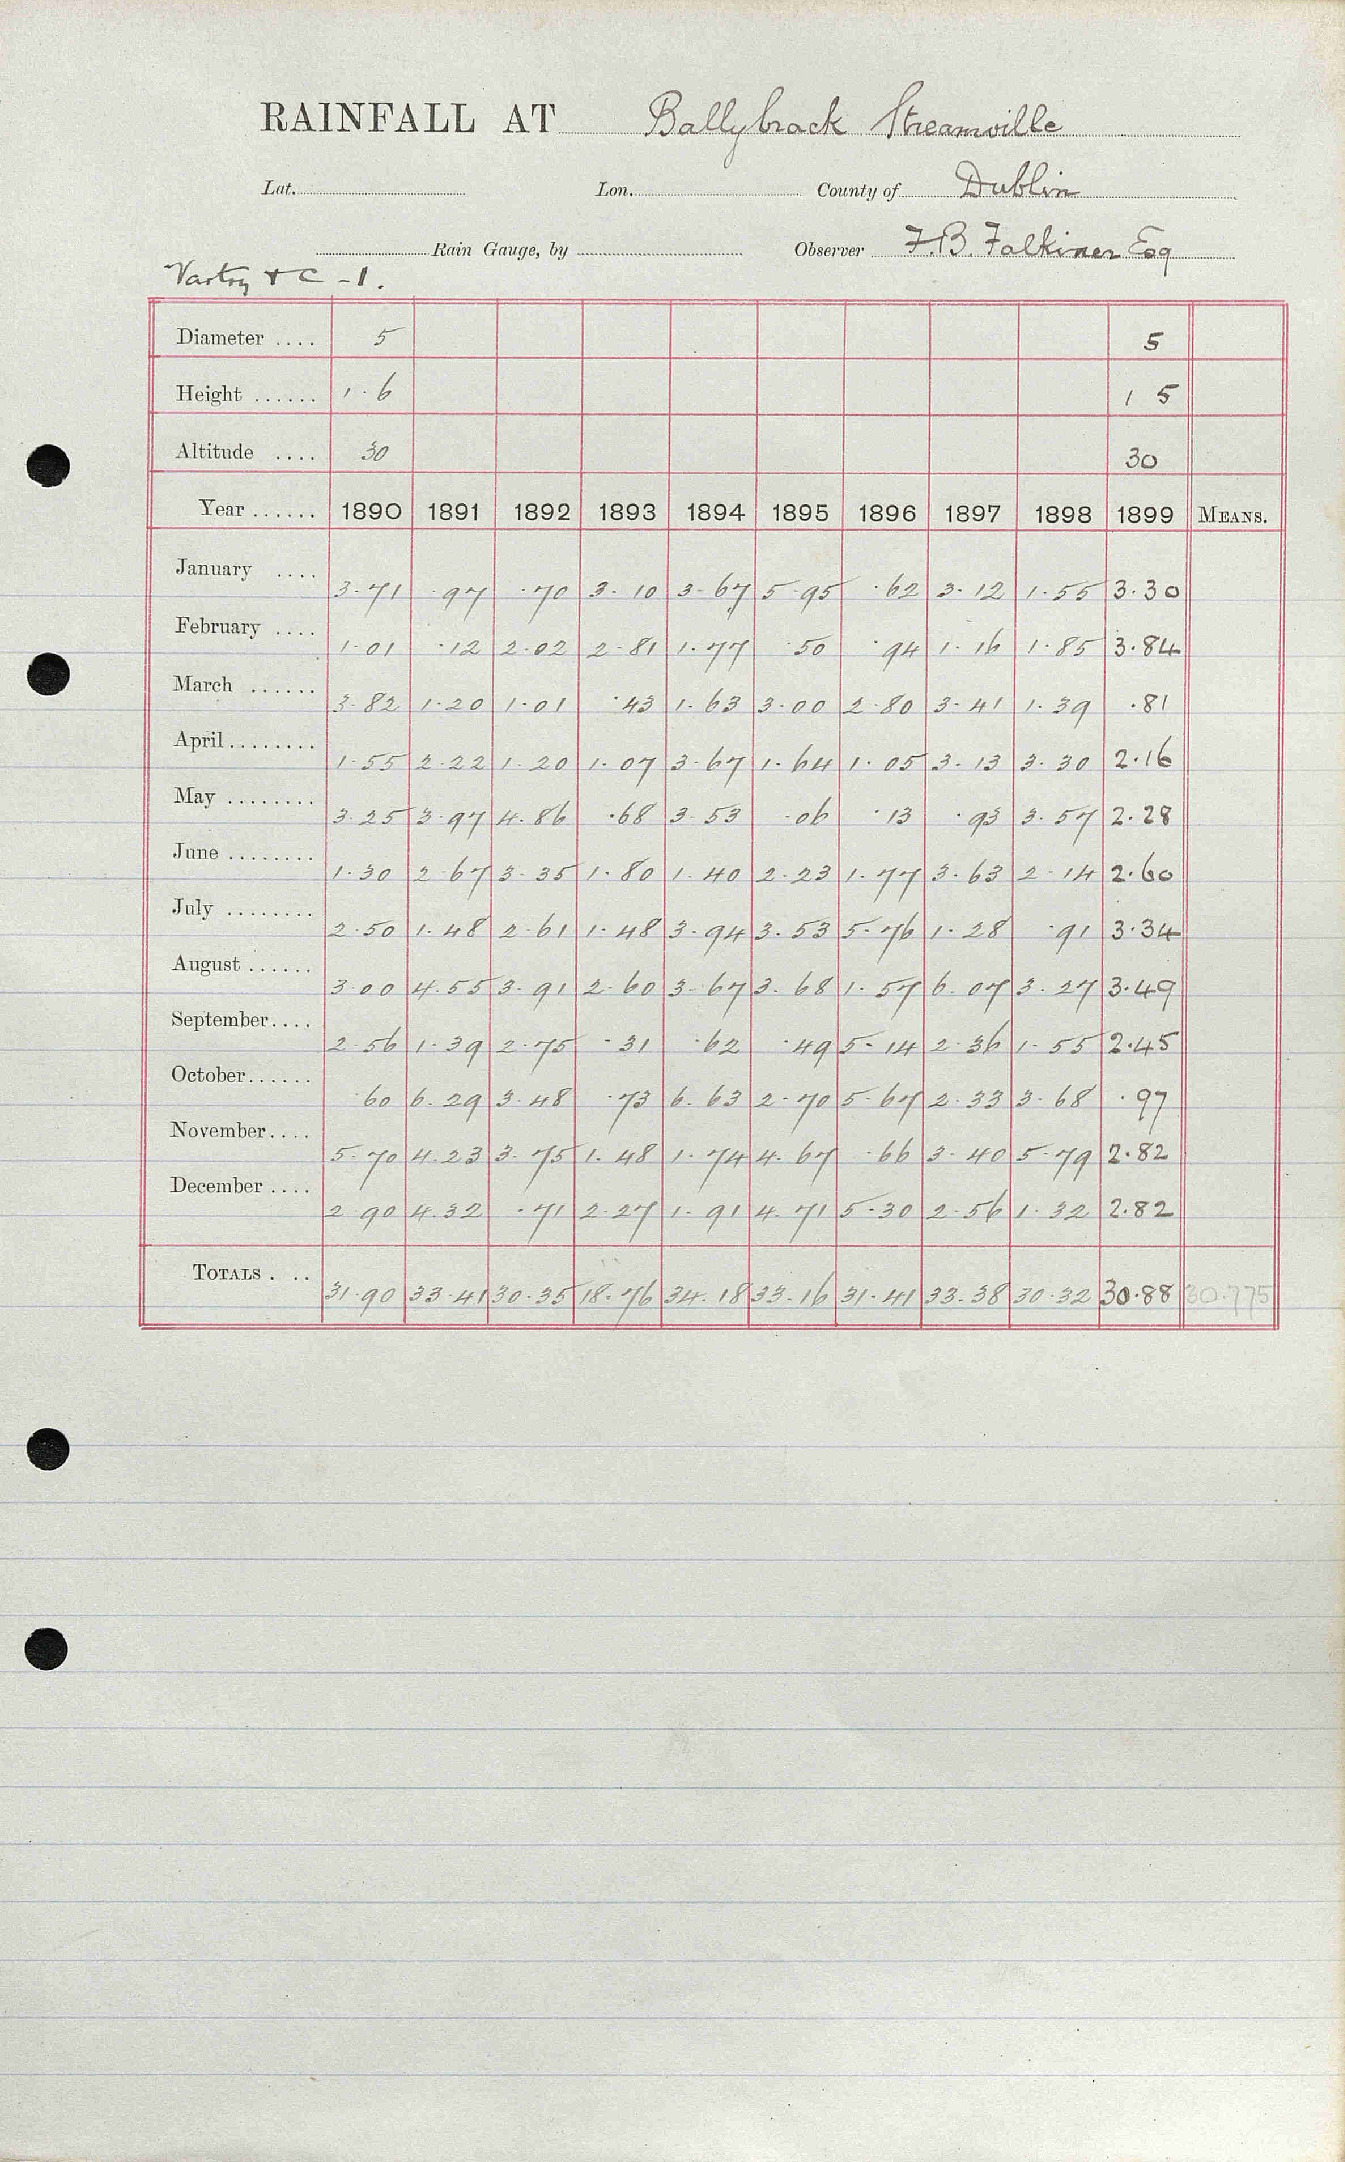 RAINFALL AT Ballybrack Streamville
Lat. Lon. County of Dublin
Rain Gauge, by Observer F.B. Falkiner Esq
Vartry & C - 1.
Diameter .... 5 5
Height ...... 1·6 1 5
Altitude .... 30 30
Year ...... 1890 1891 1892 1893 1894 1895 1896 1897 1898 1899 MEANS.
January .... 3·71 ·97 ·70 3·10 3·67 5·95 ·62 3·12 1·55 3·30
February .... 1·01 ·12 2·02 2·81 1·77 ·50 ·94 1·16 1·85 3·84
March ...... 3·82 1·20 1·01 ·43 1·63 3·00 2·80 3·41 1·39 ·81
April........ 1·55 2·22 1·20 1·07 3·67 1·64 1·05 3·13 3·30 2·16
May ........ 3·25 3·97 4·86 ·68 3·53 ·06 ·13 ·93 3·57 2·28
June ........ 1·30 2·67 3·35 1·80 1·40 2·23 1·77 3·63 2·14 2·60
July ........ 2·50 1·48 2·61 1·48 3·94 3·53 5·76 1·28 ·91 3·34
August ...... 3·00 4·55 3·91 2·60 3·67 3·68 1·57 6·07 3·27 3·49
September.... 2·56 1·39 2·75 ·31 ·62 ·49 5·14 2·36 1·55 2·45
October...... ·60 6·29 3·48 ·73 6·63 2·70 5·67 2·33 3·68 ·97
November.... 5·70 4·23 3·75 1·48 1·74 4·67 ·66 3·40 5·79 2·82
December .... 2·90 4·32 ·71 2·27 1·91 4·71 5·30 2·56 1·32 2·82
TOTALS . .. 31·90 33·41 30·35 18·76 34·18 33·16 31·41 33·38 30·32 30·88 30·775